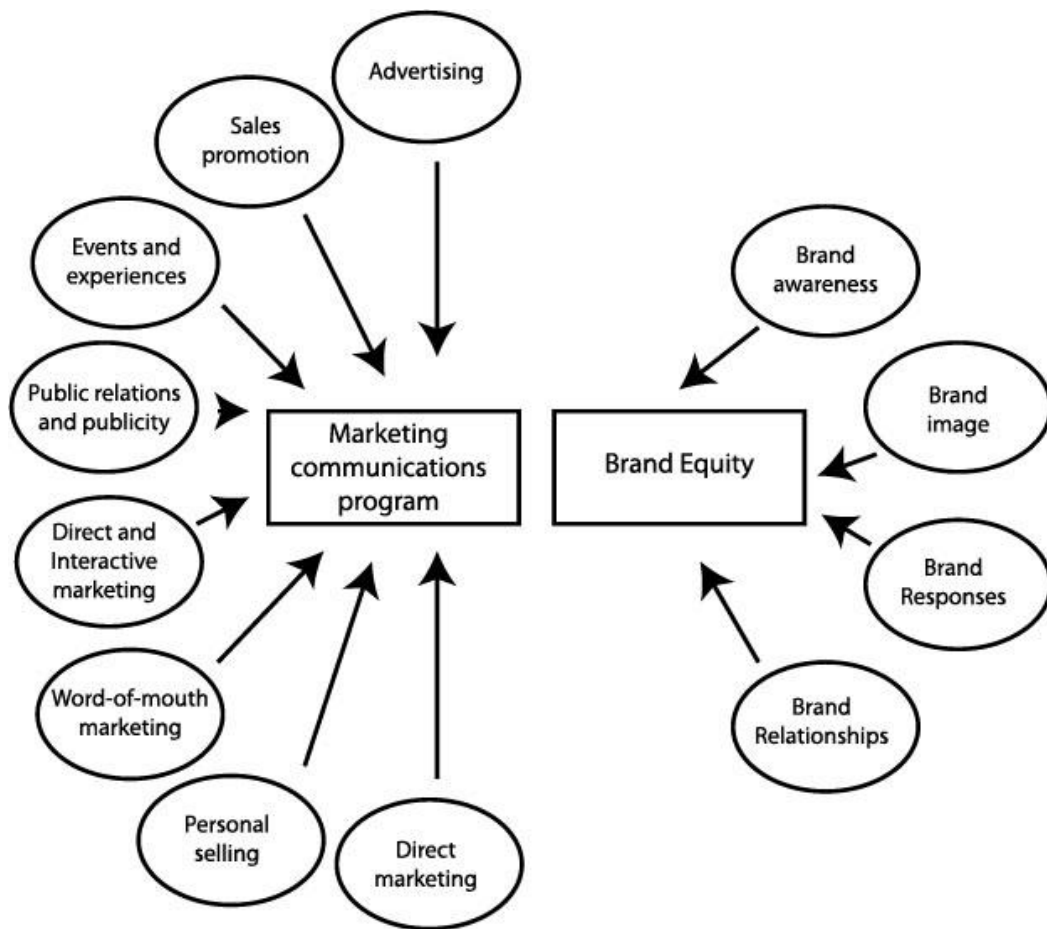 Advertising
Sales
promotion
Events and
experiences
Public relations
and publicity
Direct and
Interactive
marketing
Word-of-mouth
marketing
Personal
selling
Direct
marketing
Marketing
communications
program
Brand Equity
Brand
awareness
Brand
image
Brand
Responses
Brand
Relationships